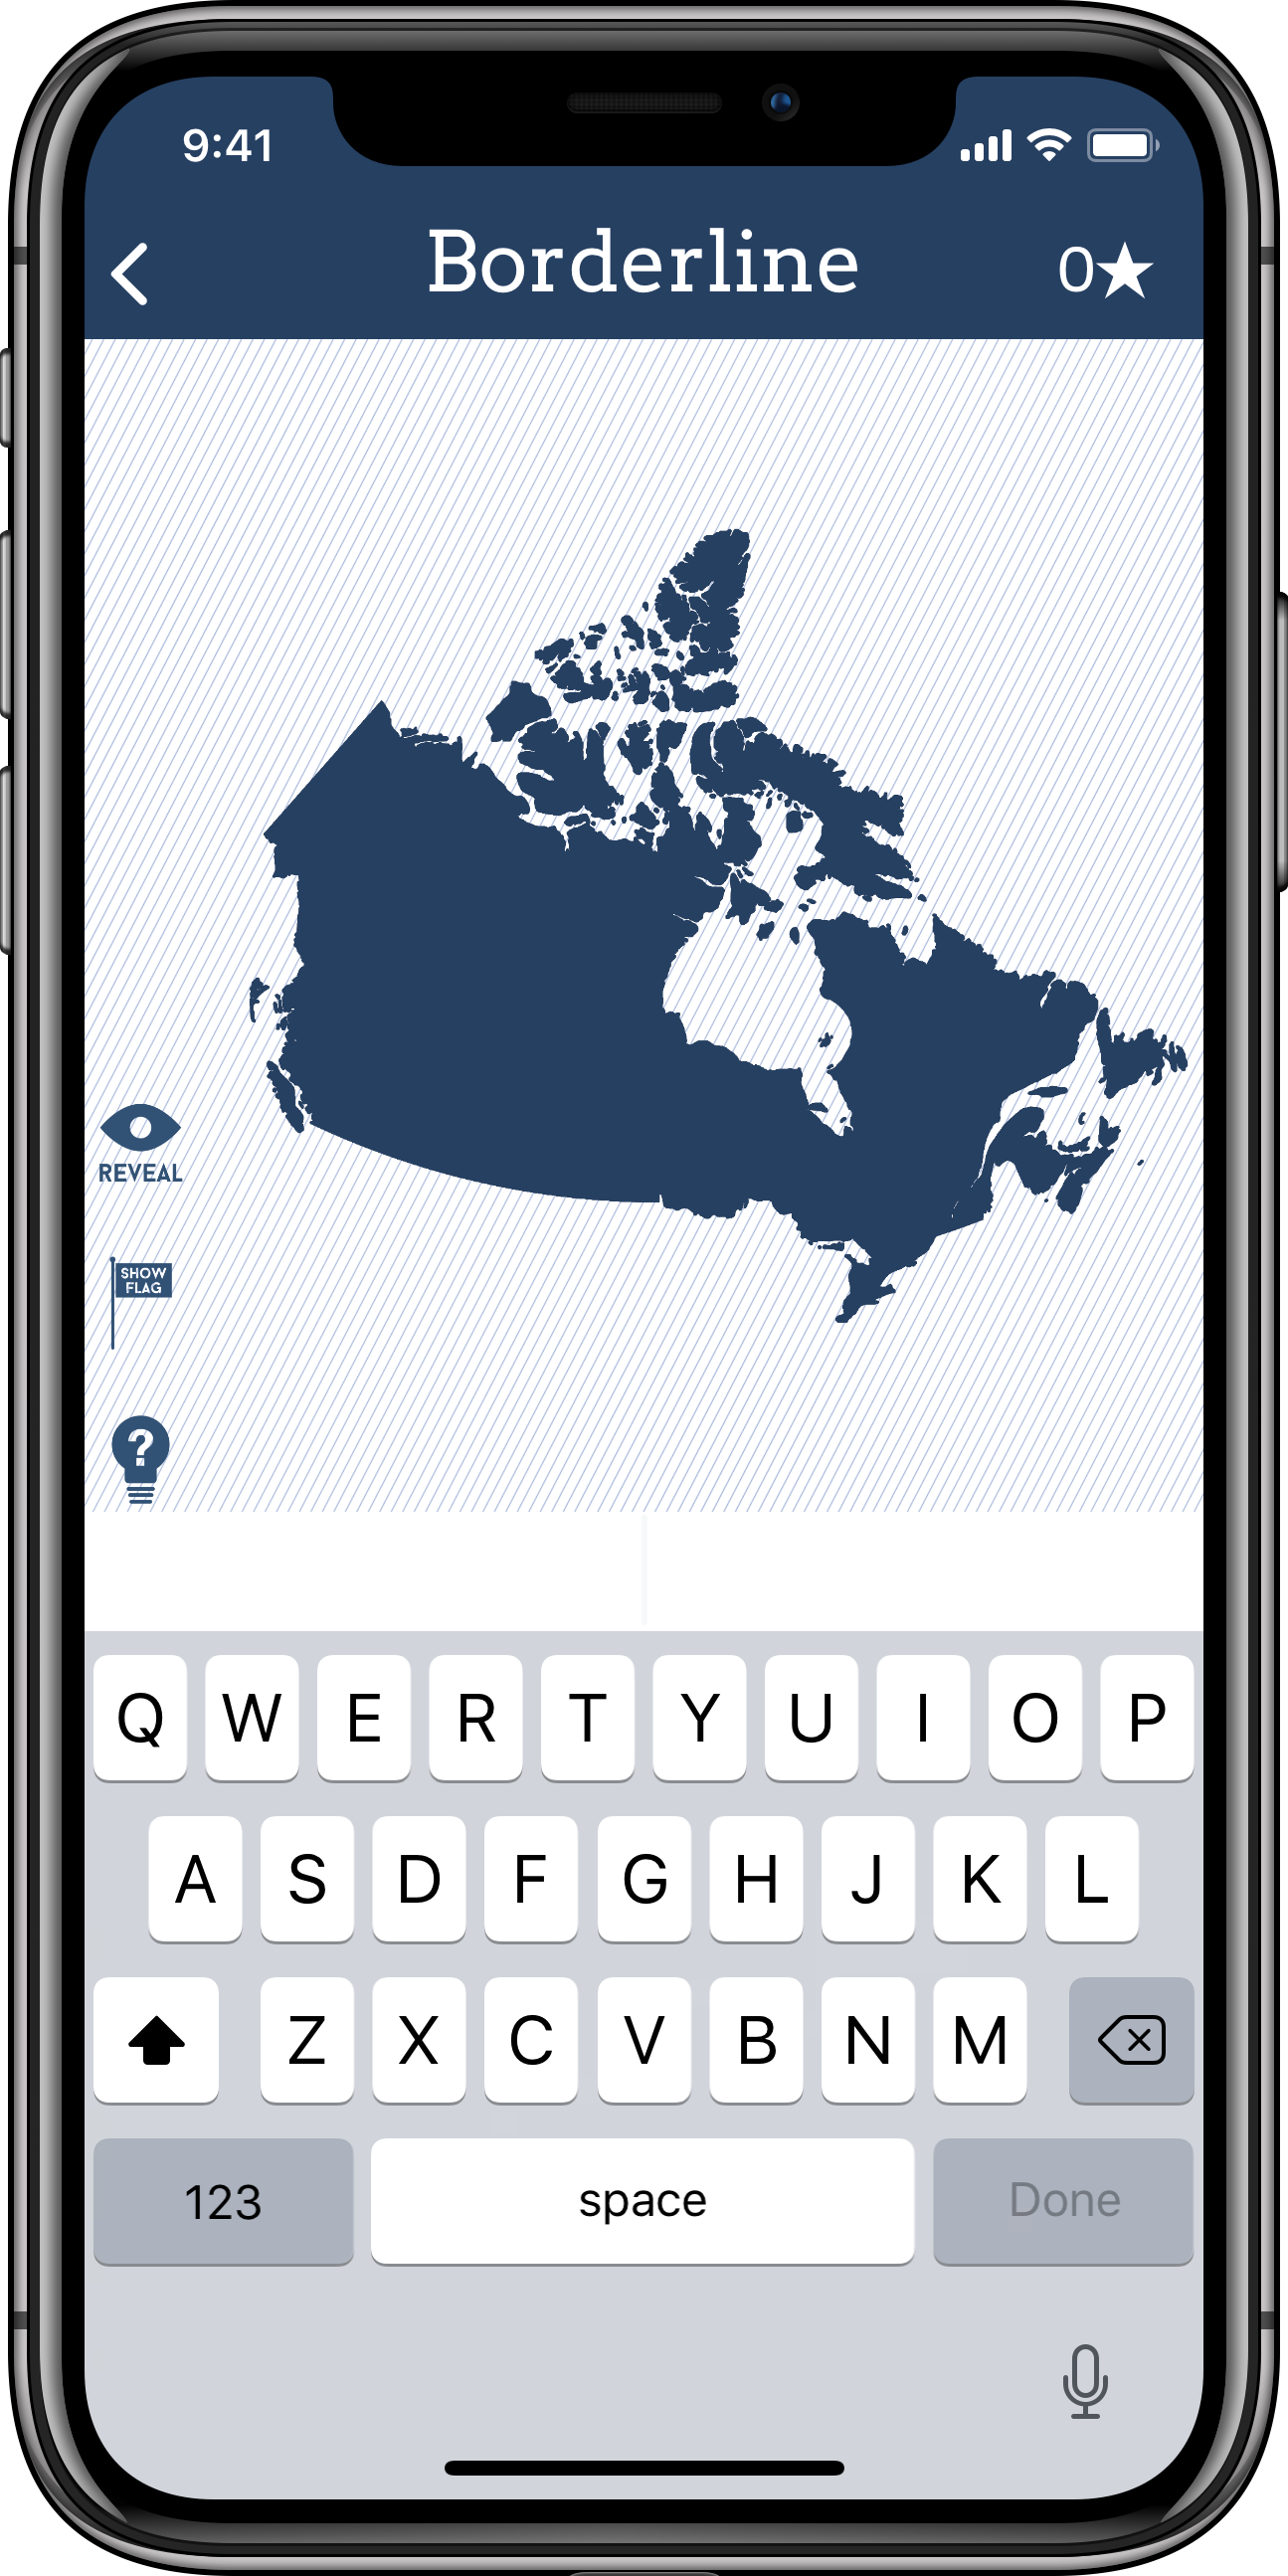 9:41
Borderline
0★
REVEAL
SHOW
FLAG
?
Q W E R T Y U I O P
A S D F G H J K L
Z X C V B N M
123 space Done